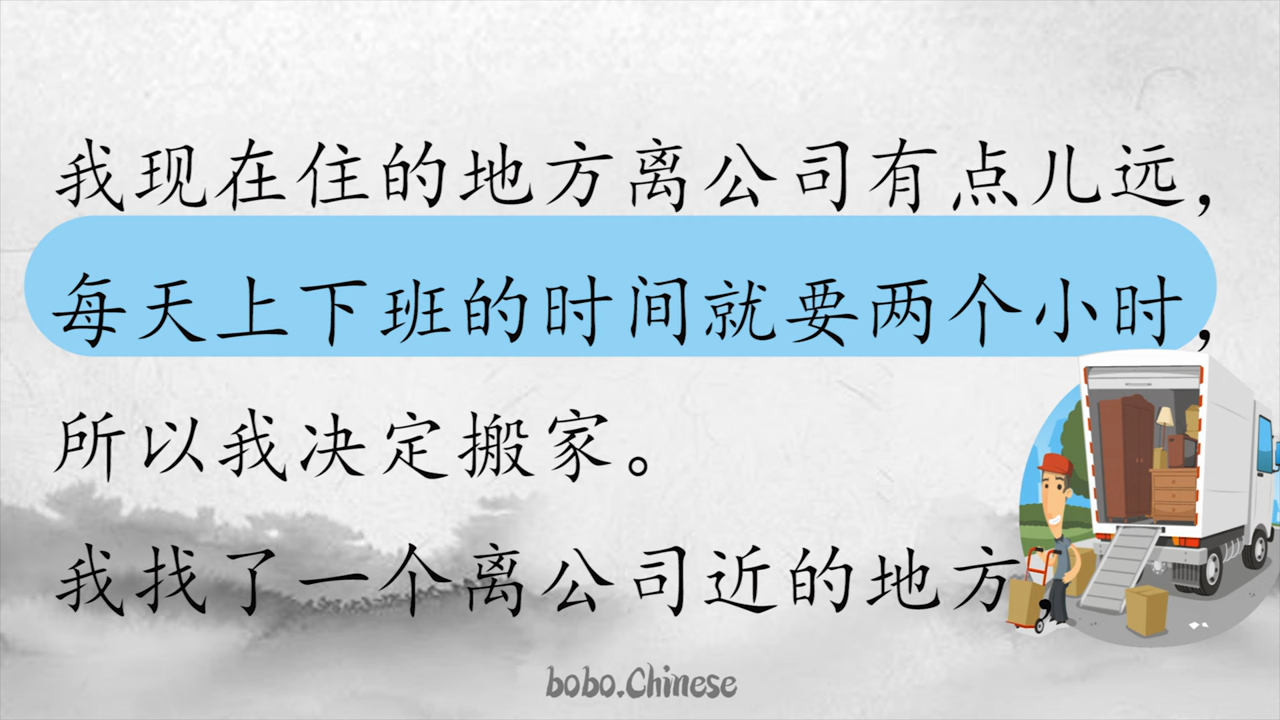 我现在住的地方离公司有点儿远，
每天上下班的时间就要两个小时，
所以我决定搬家。
我找了一个离公司近的地方
bobo.Chinese